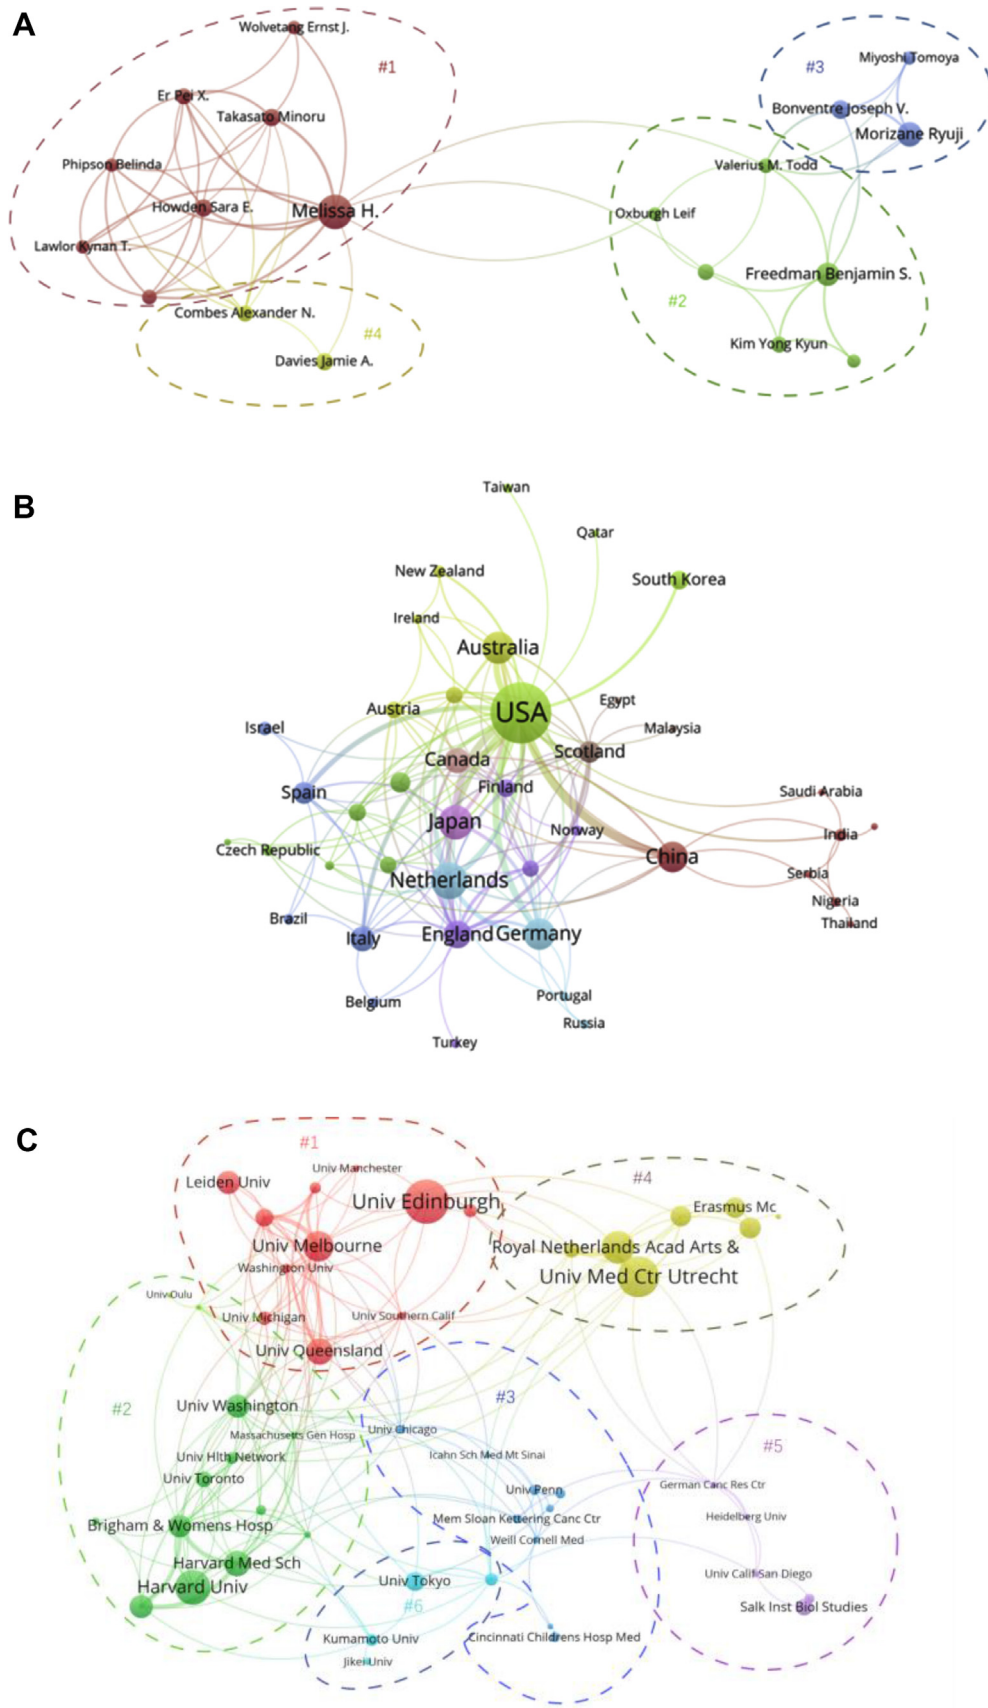 A
Wolvetang Ernst J.
#1
#3
Miyoshi Tomoya
Er Pei X.
Takasato Minoru
Bonventre Joseph V.
Morizane Ryuji
Phipson Belinda
Valerius M. Todd
Howden Sara E.
Melissa H.
Oxburgh Leif
Lawlor Kynan T.
Freedman Benjamin S.
#2
Combes Alexander N.
#4
Kim Yong Kyun
Davies Jamie A.
B
Taiwan
Qatar
New Zealand
South Korea
Ireland
Australia
Egypt
Austria
USA
Israel
Malaysia
Scotland
Canada
Finland
Spain
Saudi Arabia
Japan
Norway
India
Czech Republic
China
Netherlands
Serbia
Nigeria
Brazil
Thailand
Italy
England
Germany
Belgium
Portugal
Russia
Turkey
C
#1
Univ Manchester
#4
Leiden Univ
Univ Edinburgh
Erasmus Mc
Univ Melbourne
Royal Netherlands Acad Arts &
Washington Univ
Univ Med Ctr Utrecht
Univ Oulu
Univ Michigan
Univ Southern Calif
Univ Queensland
#2
Univ Washington
#3
Massachusetts Gen Hosp
Univ Chicago
#5
Univ Hlth Network
Icahn Sch Med Mt Sinai
Univ Toronto
Univ Penn
German Canc Res Ctr
Brigham & Womens Hosp
Mem Sloan Kettering Canc Ctr
Heidelberg Univ
Weill Cornell Med
Harvard Med Sch
Univ Tokyo
Univ Calif San Diego
Harvard Univ
#6
Salk Inst Biol Studies
Kumamoto Univ
Cincinnati Childrens Hosp Med
Jikei Univ